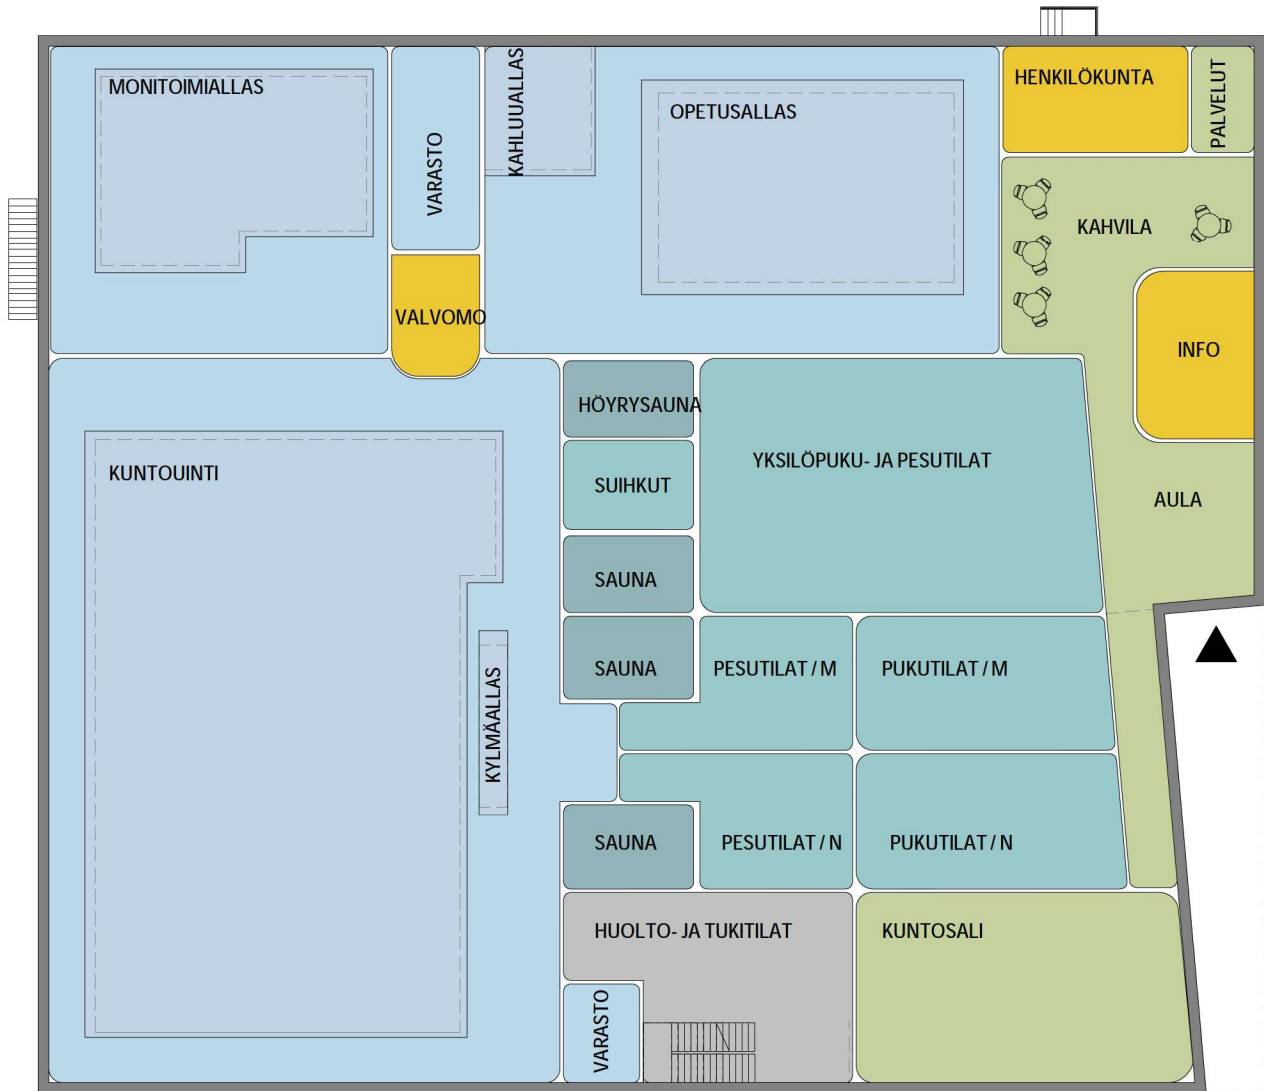 MONITOIMIALLAS
VARASTO
KAHLUUALLAS
OPETUSALLAS
HENKILÖKUNTA
PALVELUT
KAHVILA
VALVOMO
INFO
HÖYRYSAUNA
KUNTOUINTI
SUIHKUT
YKSILÖPUKU- JA PESUTILAT
AULA
SAUNA
SAUNA
PESUTILAT / M
PUKUTILAT / M
KYLMÄALLAS
SAUNA
PESUTILAT / N
PUKUTILAT / N
HUOLTO- JA TUKITILAT
KUNTOSALI
VARASTO